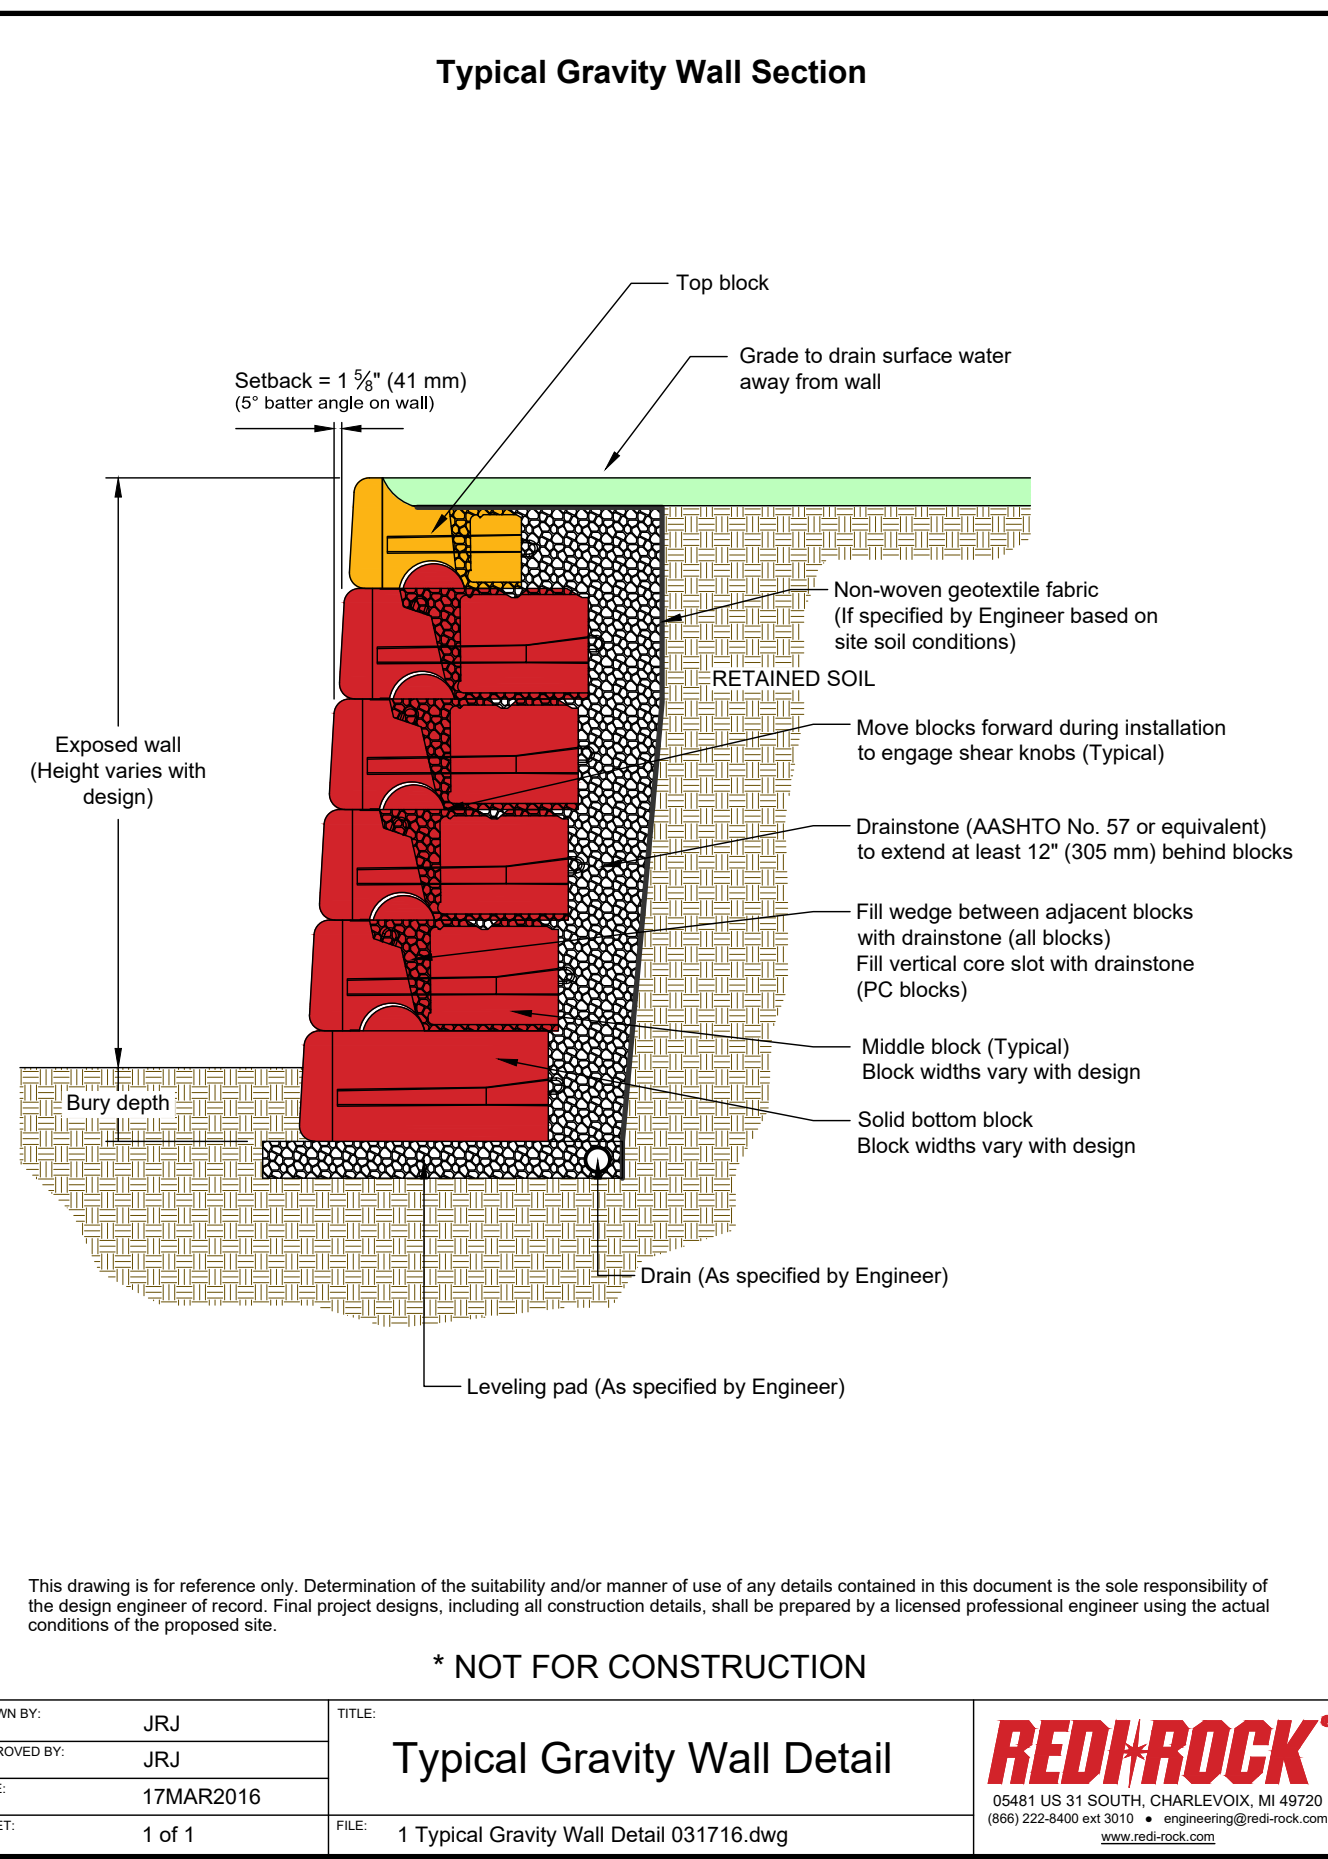 Typical Gravity Wall Section
Top block
Grade to drain surface water
away from wall
Setback = 1 5⁄8" (41 mm)
(5° batter angle on wall)
Non-woven geotextile fabric
(If specified by Engineer based on
site soil conditions)
RETAINED SOIL
Move blocks forward during installation
to engage shear knobs (Typical)
Exposed wall
(Height varies with
design)
Drainstone (AASHTO No. 57 or equivalent)
to extend at least 12" (305 mm) behind blocks
Fill wedge between adjacent blocks
with drainstone (all blocks)
Fill vertical core slot with drainstone
(PC blocks)
Middle block (Typical)
Block widths vary with design
Bury depth
Solid bottom block
Block widths vary with design
Drain (As specified by Engineer)
Leveling pad (As specified by Engineer)
This drawing is for reference only. Determination of the suitability and/or manner of use of any details contained in this document is the sole responsibility of
the design engineer of record. Final project designs, including all construction details, shall be prepared by a licensed professional engineer using the actual
conditions of the proposed site.
* NOT FOR CONSTRUCTION
WN BY: JRJ
ROVED BY: JRJ
E: 17MAR2016
ET: 1 of 1
TITLE:
Typical Gravity Wall Detail
FILE: 1 Typical Gravity Wall Detail 031716.dwg
REDI-ROCK
05481 US 31 SOUTH, CHARLEVOIX, MI 49720
(866) 222-8400 ext 3010 • engineering@redi-rock.com
www.redi-rock.com